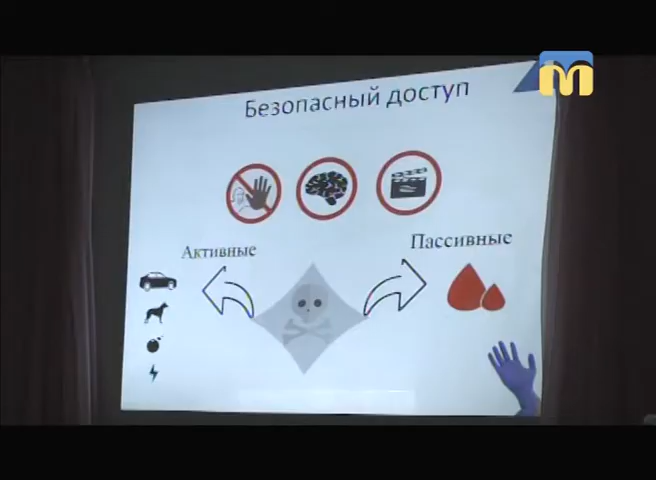 Безопасный доступ
Активные
Пассивные